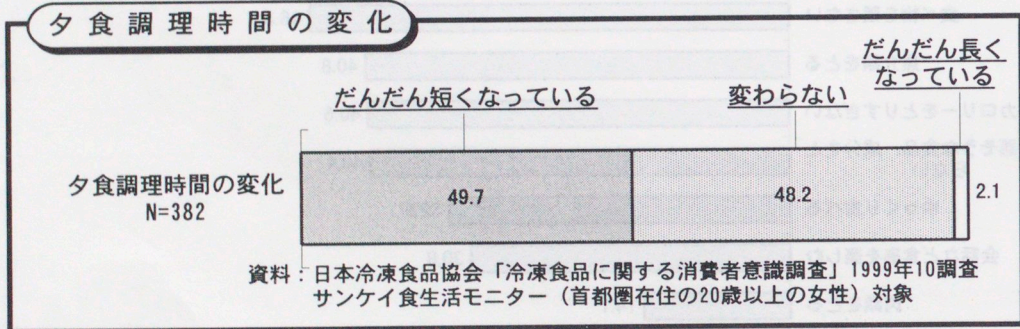 夕食調理時間の変化
だんだん短くなっている
変わらない
だんだん長く
なっている
夕食調理時間の変化
N=382
49.7
48.2
2.1
資料：日本冷凍食品協会「冷凍食品に関する消費者意識調査」1999年10調査
サンケイ食生活モニター（首都圏在住の20歳以上の女性）対象